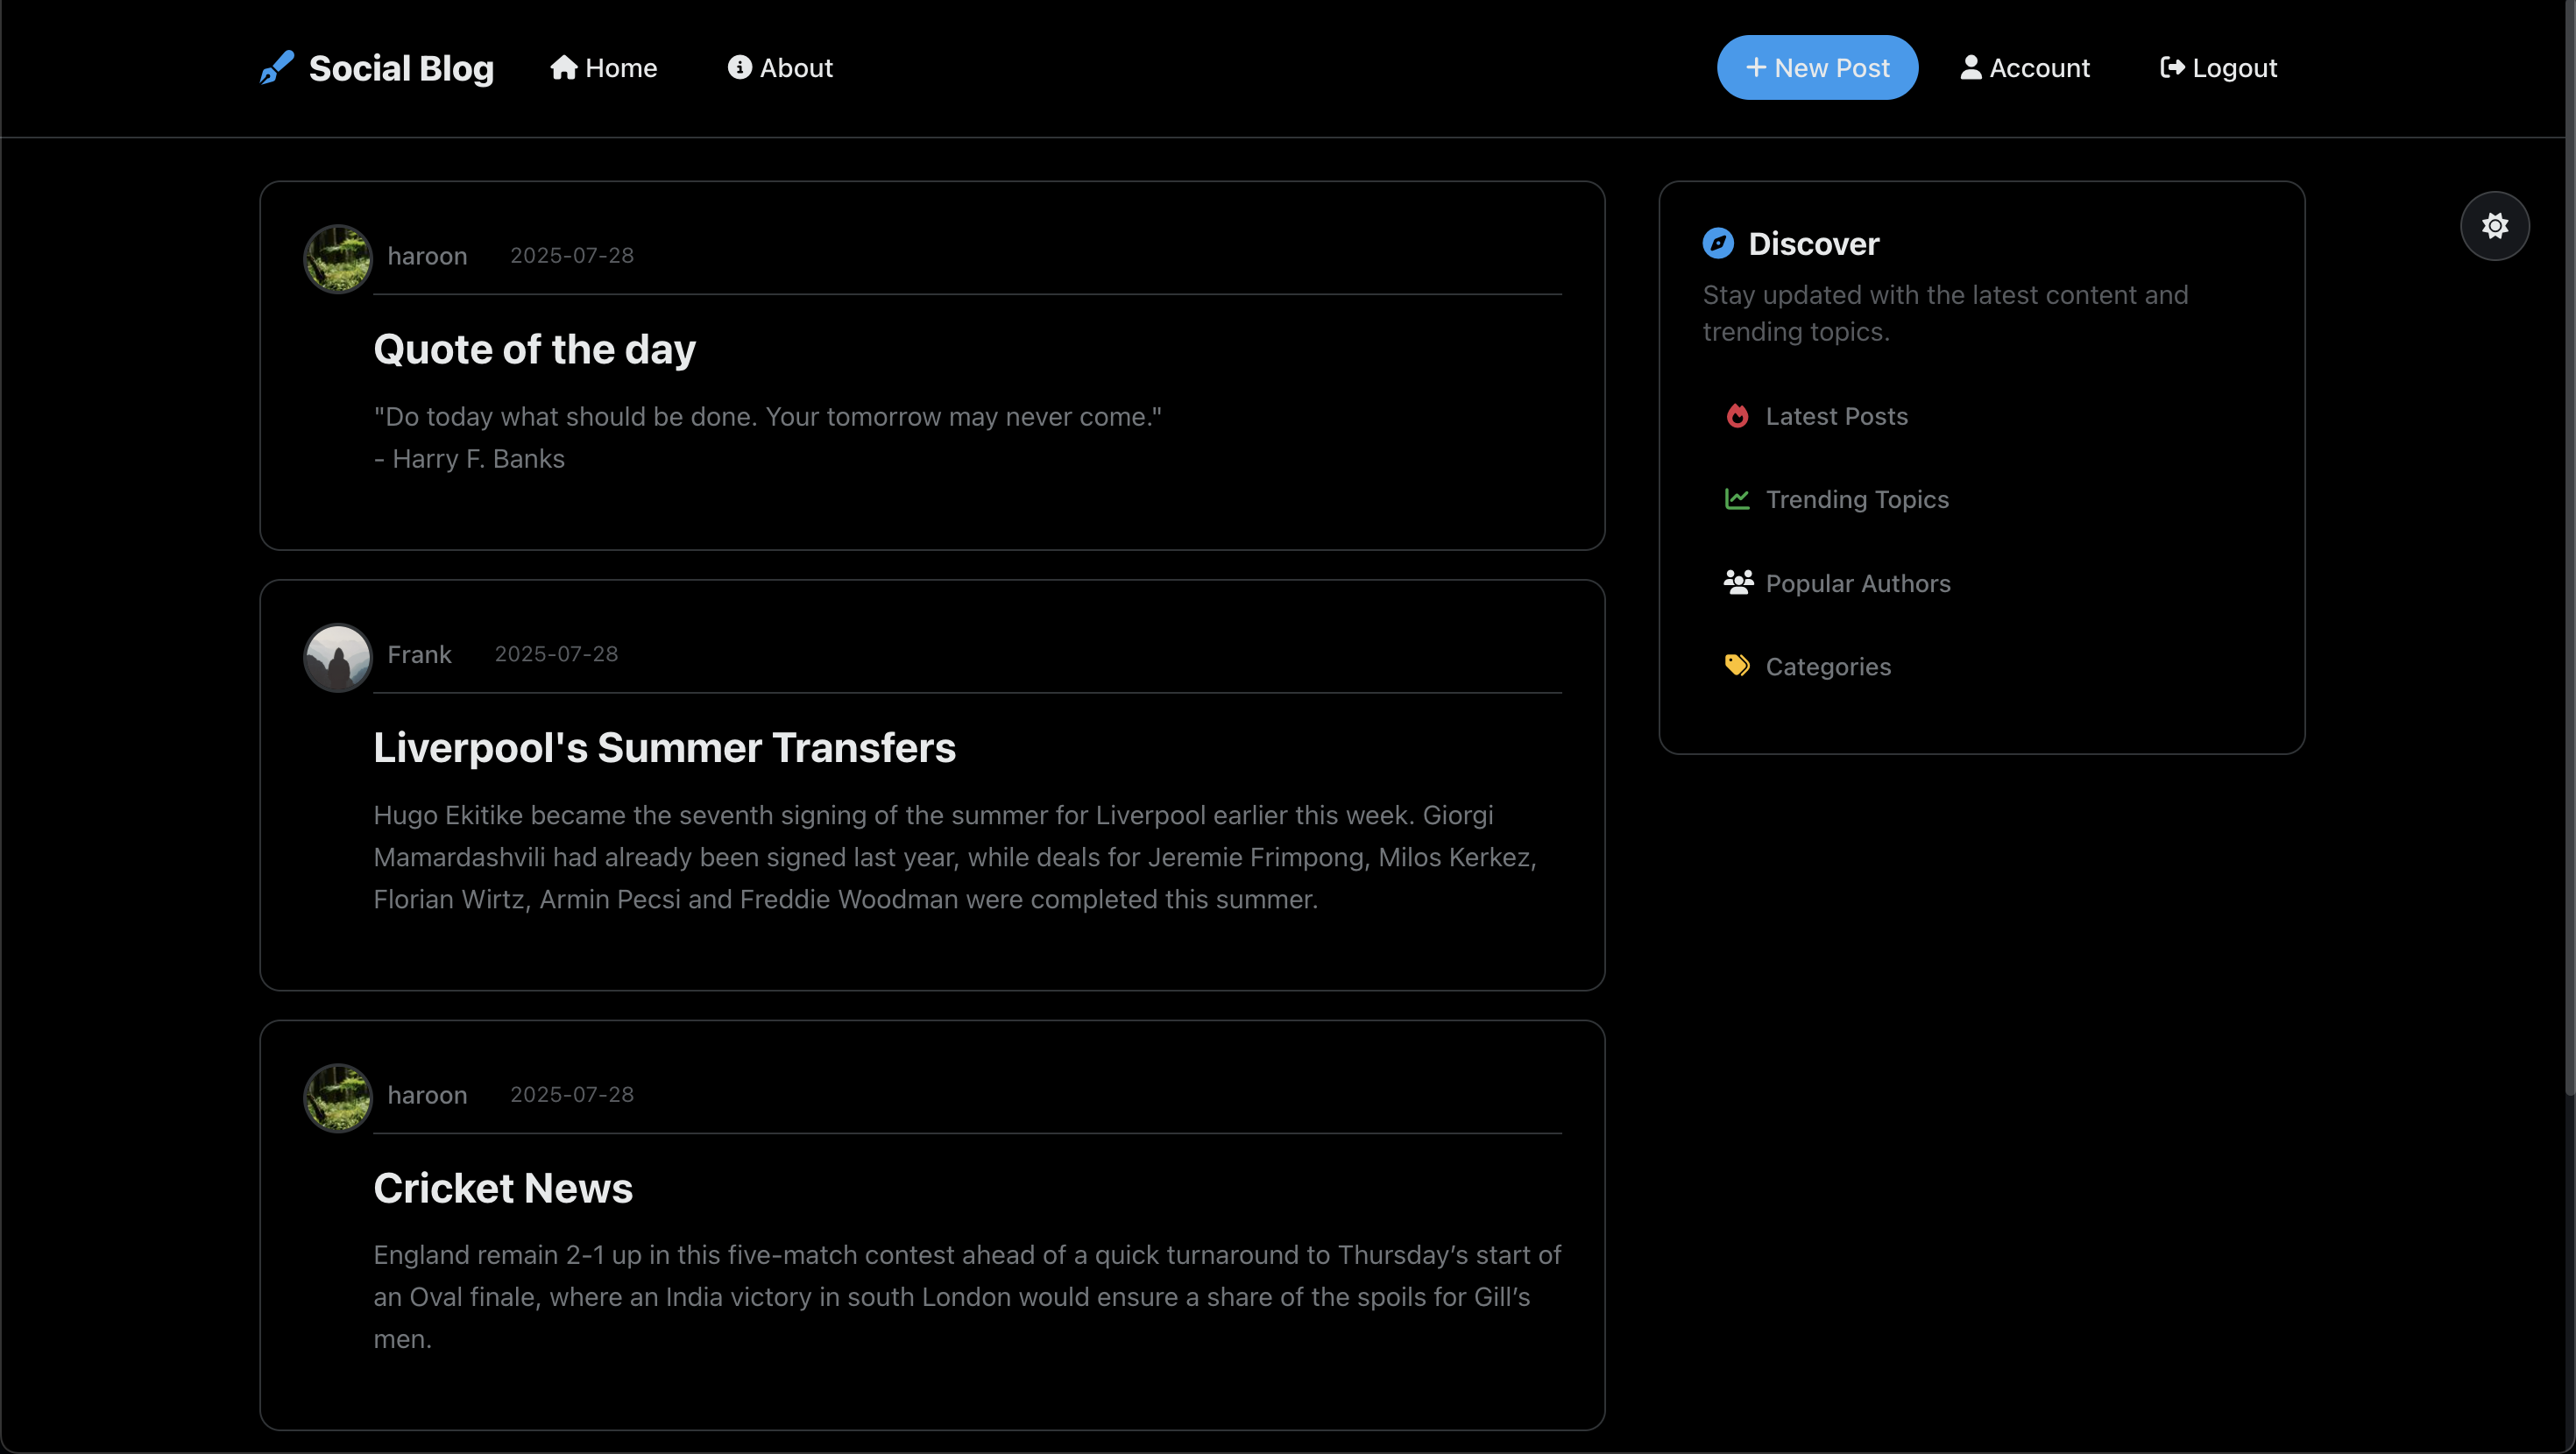 Social Blog
Home
About
New Post
Account
Logout
haroon 2025-07-28
Quote of the day
"Do today what should be done. Your tomorrow may never come."
- Harry F. Banks
Frank 2025-07-28
Liverpool's Summer Transfers
Hugo Ekitike became the seventh signing of the summer for Liverpool earlier this week. Giorgi
Mamardashvili had already been signed last year, while deals for Jeremie Frimpong, Milos Kerkez,
Florian Wirtz, Armin Pecsi and Freddie Woodman were completed this summer.
haroon 2025-07-28
Cricket News
England remain 2-1 up in this five-match contest ahead of a quick turnaround to Thursday’s start of
an Oval finale, where an India victory in south London would ensure a share of the spoils for Gill’s
men.
Discover
Stay updated with the latest content and
trending topics.
Latest Posts
Trending Topics
Popular Authors
Categories